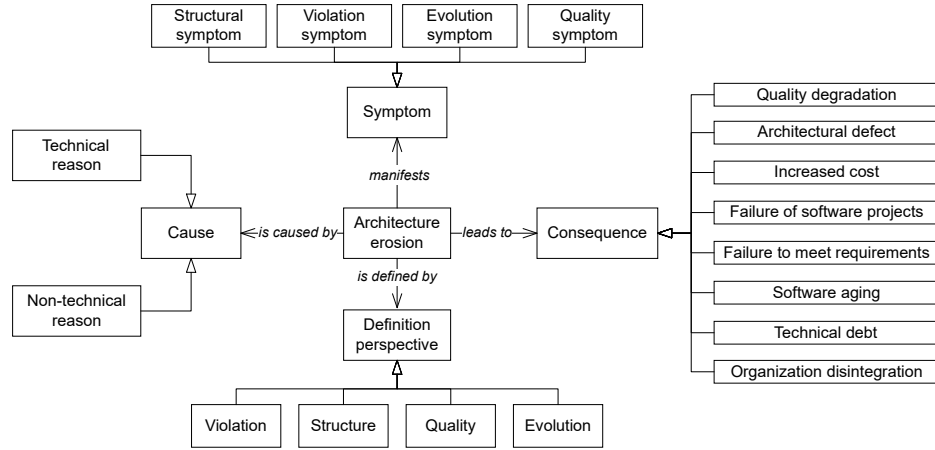 Structural
symptom
Violation
symptom
Evolution
symptom
Quality
symptom
Symptom
manifests
Technical
reason
Cause
Non-technical
reason
is caused by
Architecture
erosion
leads to
Consequence
is defined by
Definition
perspective
Violation
Structure
Quality
Evolution
Quality degradation
Architectural defect
Increased cost
Failure of software projects
Failure to meet requirements
Software aging
Technical debt
Organization disintegration